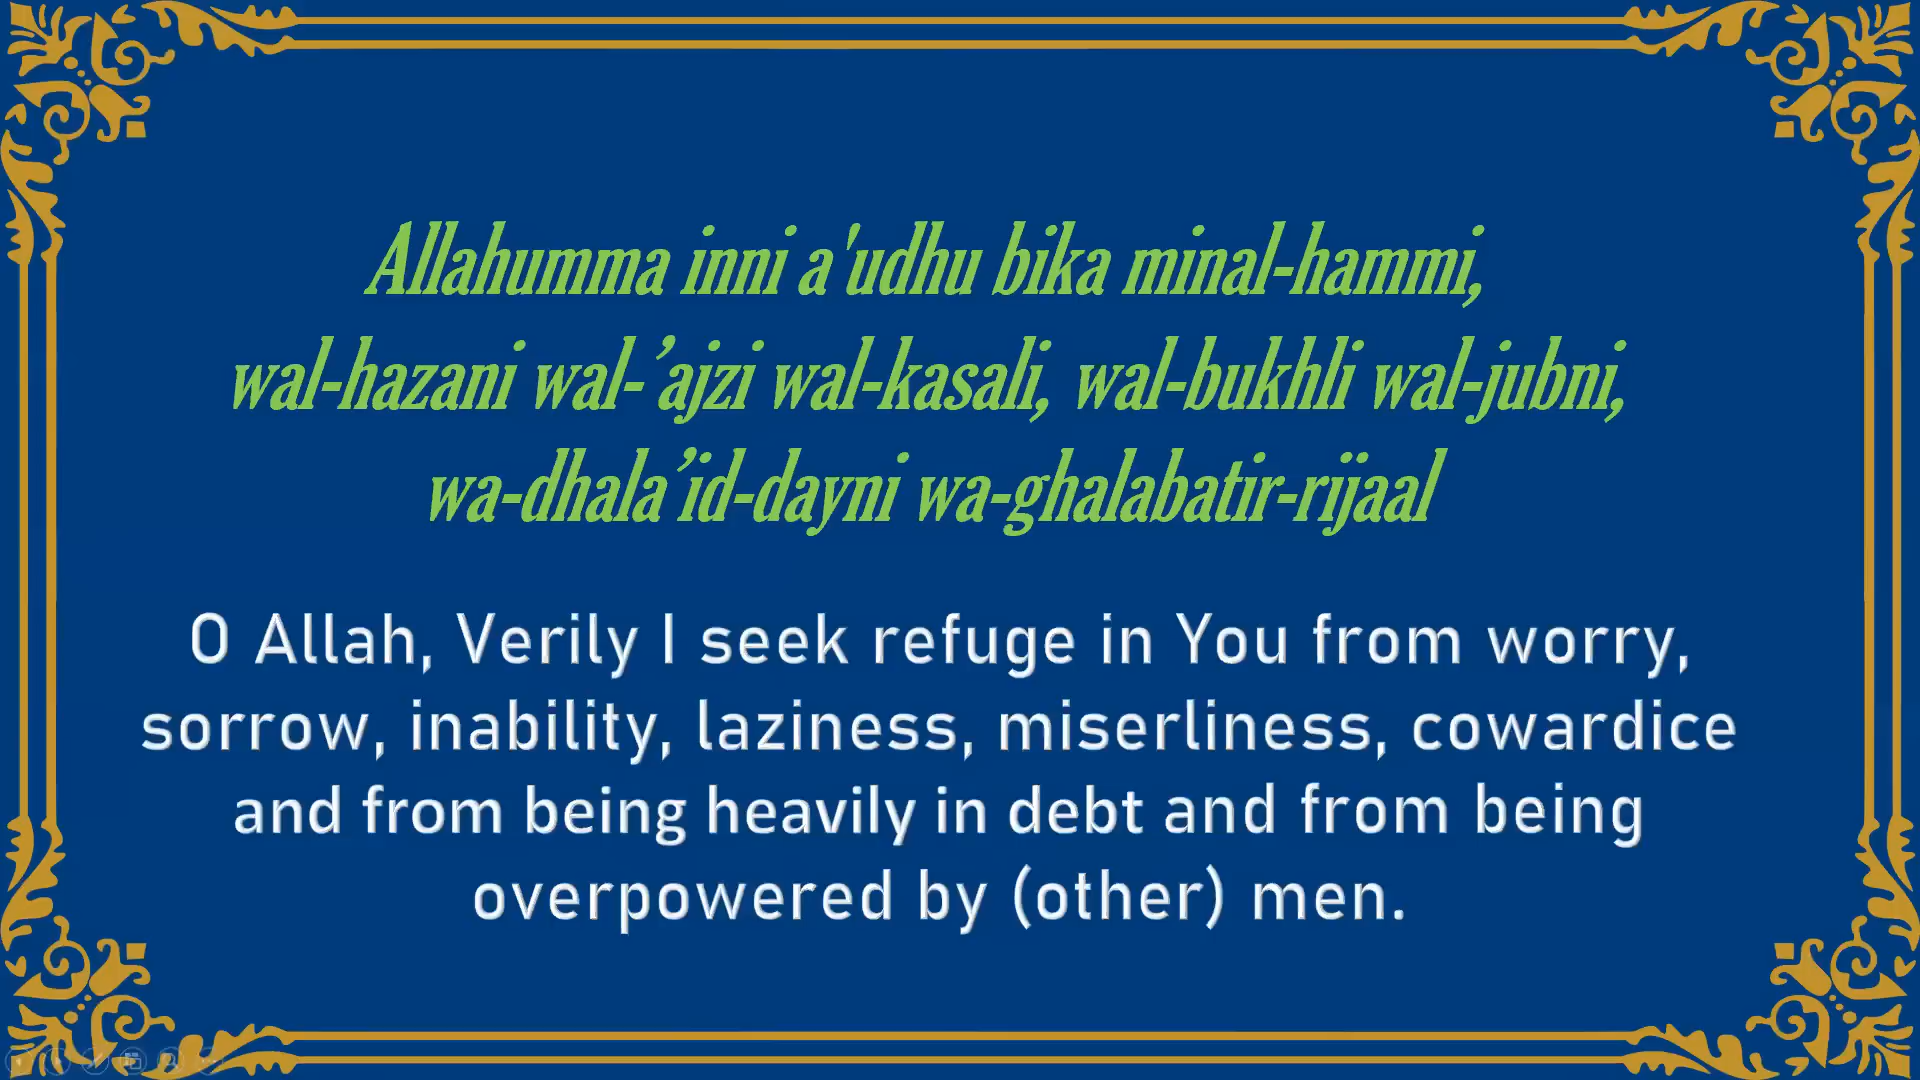 Allahumma inni a'udhu bika minal-hammi,
wal-hazani wal-’ajzi wal-kasali, wal-bukhli wal-jubni,
wa-dhala’id-dayni wa-ghalabatir-rijaal
O Allah, Verily I seek refuge in You from worry,
sorrow, inability, laziness, miserliness, cowardice
and from being heavily in debt and from being
overpowered by (other) men.